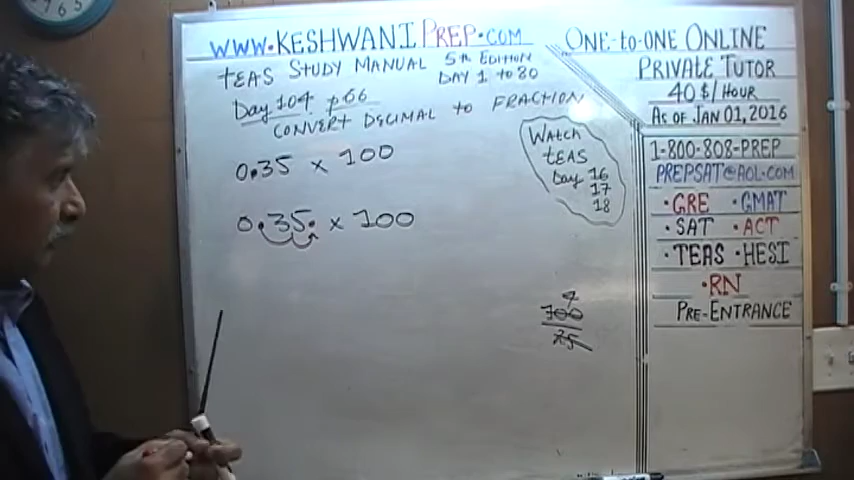 www.KESHWANIPREP.COM
TEAS STUDY MANUAL 5th EDITION
DAY 1 to 80
Day 104 p66
CONVERT DECIMAL to FRACTION
0.35 x 100
0.35. x 100
WATCH
TEAS
Day 16
17
18
4
100
25
ONE-to-ONE ONLINE
PRIVATE TUTOR
40$/HOUR
AS OF JAN 01, 2016
1-800-808-PREP
PREPSAT@AOL.COM
•GRE •GMAT
•SAT •ACT
•TEAS •HESI
•RN
PRE-ENTRANCE